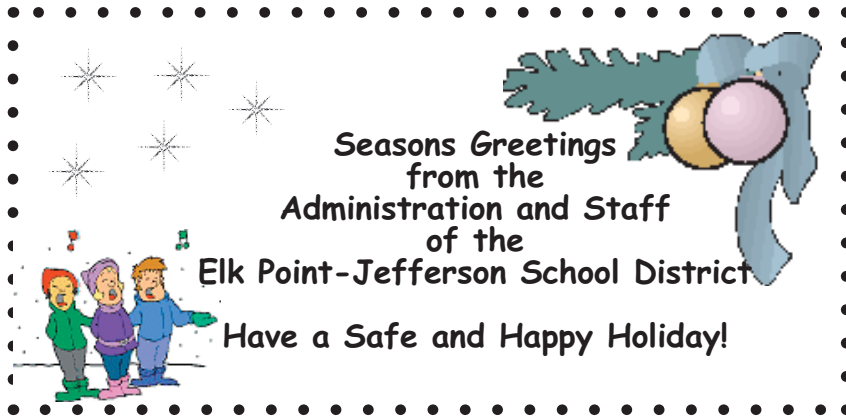 Seasons Greetings
from the
Administration and Staff
of the
Elk Point-Jefferson School District
Have a Safe and Happy Holiday!